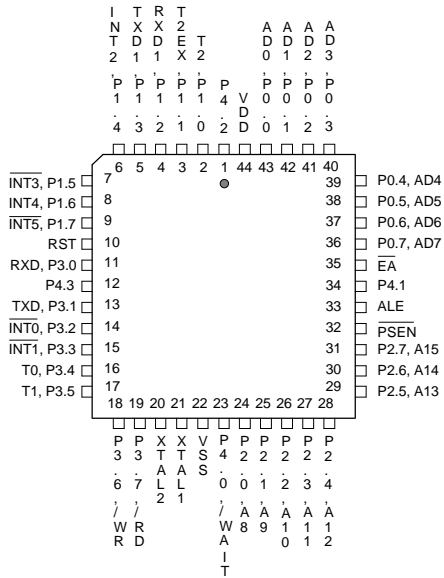 INT2, P1.4
TXD1, P1.3
RXD1, P1.2
T2EX, P1.1
T2, P1.0
P4.2
VDD
AD0, P0.0
AD1, P0.1
AD2, P0.2
AD3, P0.3
6 5 4 3 2 1 44 43 42 41 40
INT3, P1.5 7 39 P0.4, AD4
INT4, P1.6 8 38 P0.5, AD5
INT5, P1.7 9 37 P0.6, AD6
RST 10 36 P0.7, AD7
RXD, P3.0 11 35 EA
P4.3 12 34 P4.1
TXD, P3.1 13 33 ALE
INT0, P3.2 14 32 PSEN
INT1, P3.3 15 31 P2.7, A15
T0, P3.4 16 30 P2.6, A14
T1, P3.5 17 29 P2.5, A13
18 19 20 21 22 23 24 25 26 27 28
P3.6, /WR
P3.7, /RD
XTAL2
XTAL1
VSS
P4.0, /WAIT
P2.0, A8
P2.1, A9
P2.2, A10
P2.3, A11
P2.4, A12